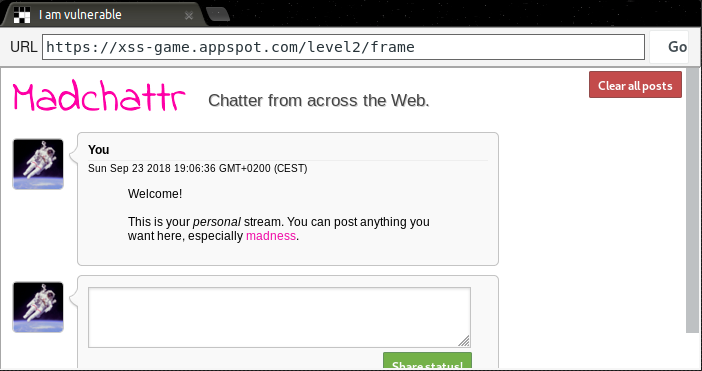 I am vulnerable
URL https://xss-game.appspot.com/level2/frame Go
Madchattr Chatter from across the Web. Clear all posts
You
Sun Sep 23 2018 19:06:36 GMT+0200 (CEST)
Welcome!
This is your personal stream. You can post anything you
want here, especially madness.
Share status!